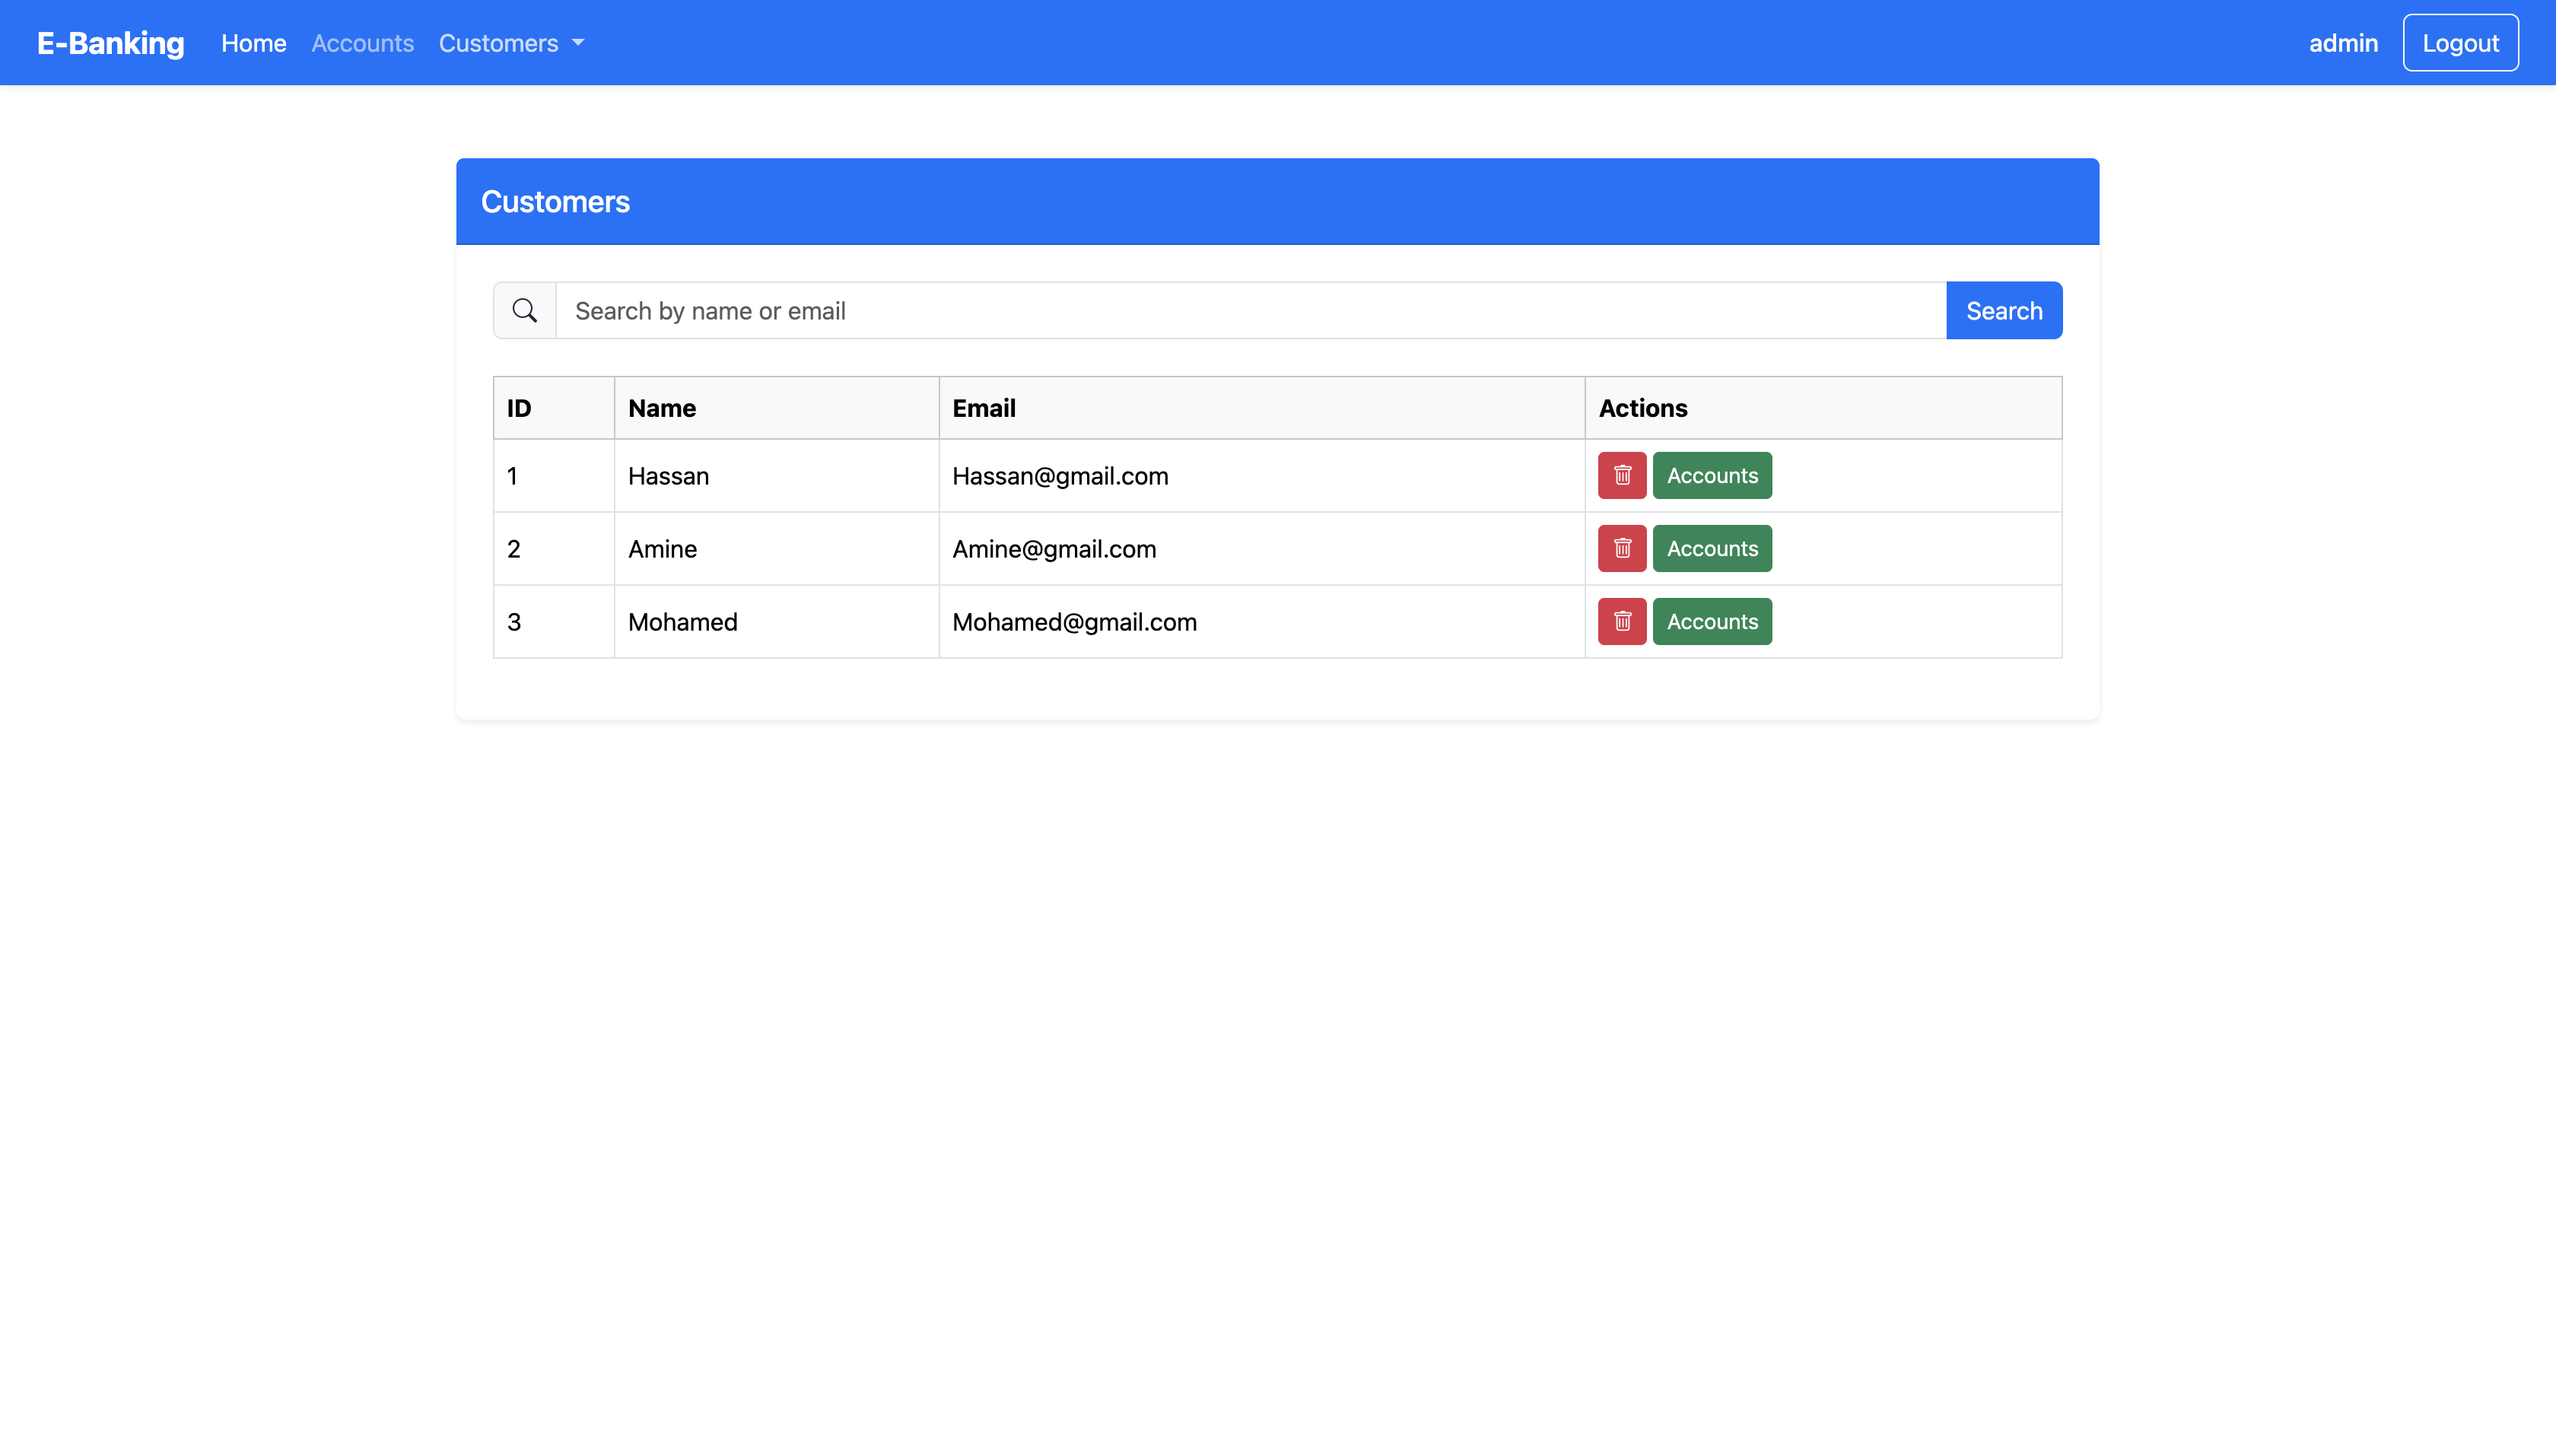 E-Banking Home Accounts Customers admin Logout
Customers
Search by name or email Search
ID Name Email Actions
1 Hassan Hassan@gmail.com Accounts
2 Amine Amine@gmail.com Accounts
3 Mohamed Mohamed@gmail.com Accounts